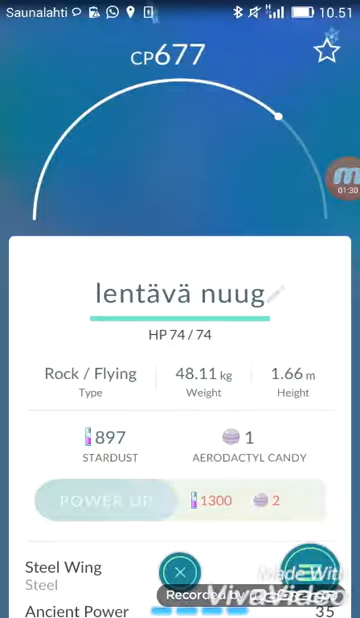 Saunalahti 10.51
CP677
01:30
lentävä nuug
HP 74 / 74
Rock / Flying 48.11 kg 1.66 m
Type Weight Height
897 1
STARDUST AERODACTYL CANDY
POWER UP 1300 2
Steel Wing
Steel
Made With
Recorded by
VivaVideo
Ancient Power 35